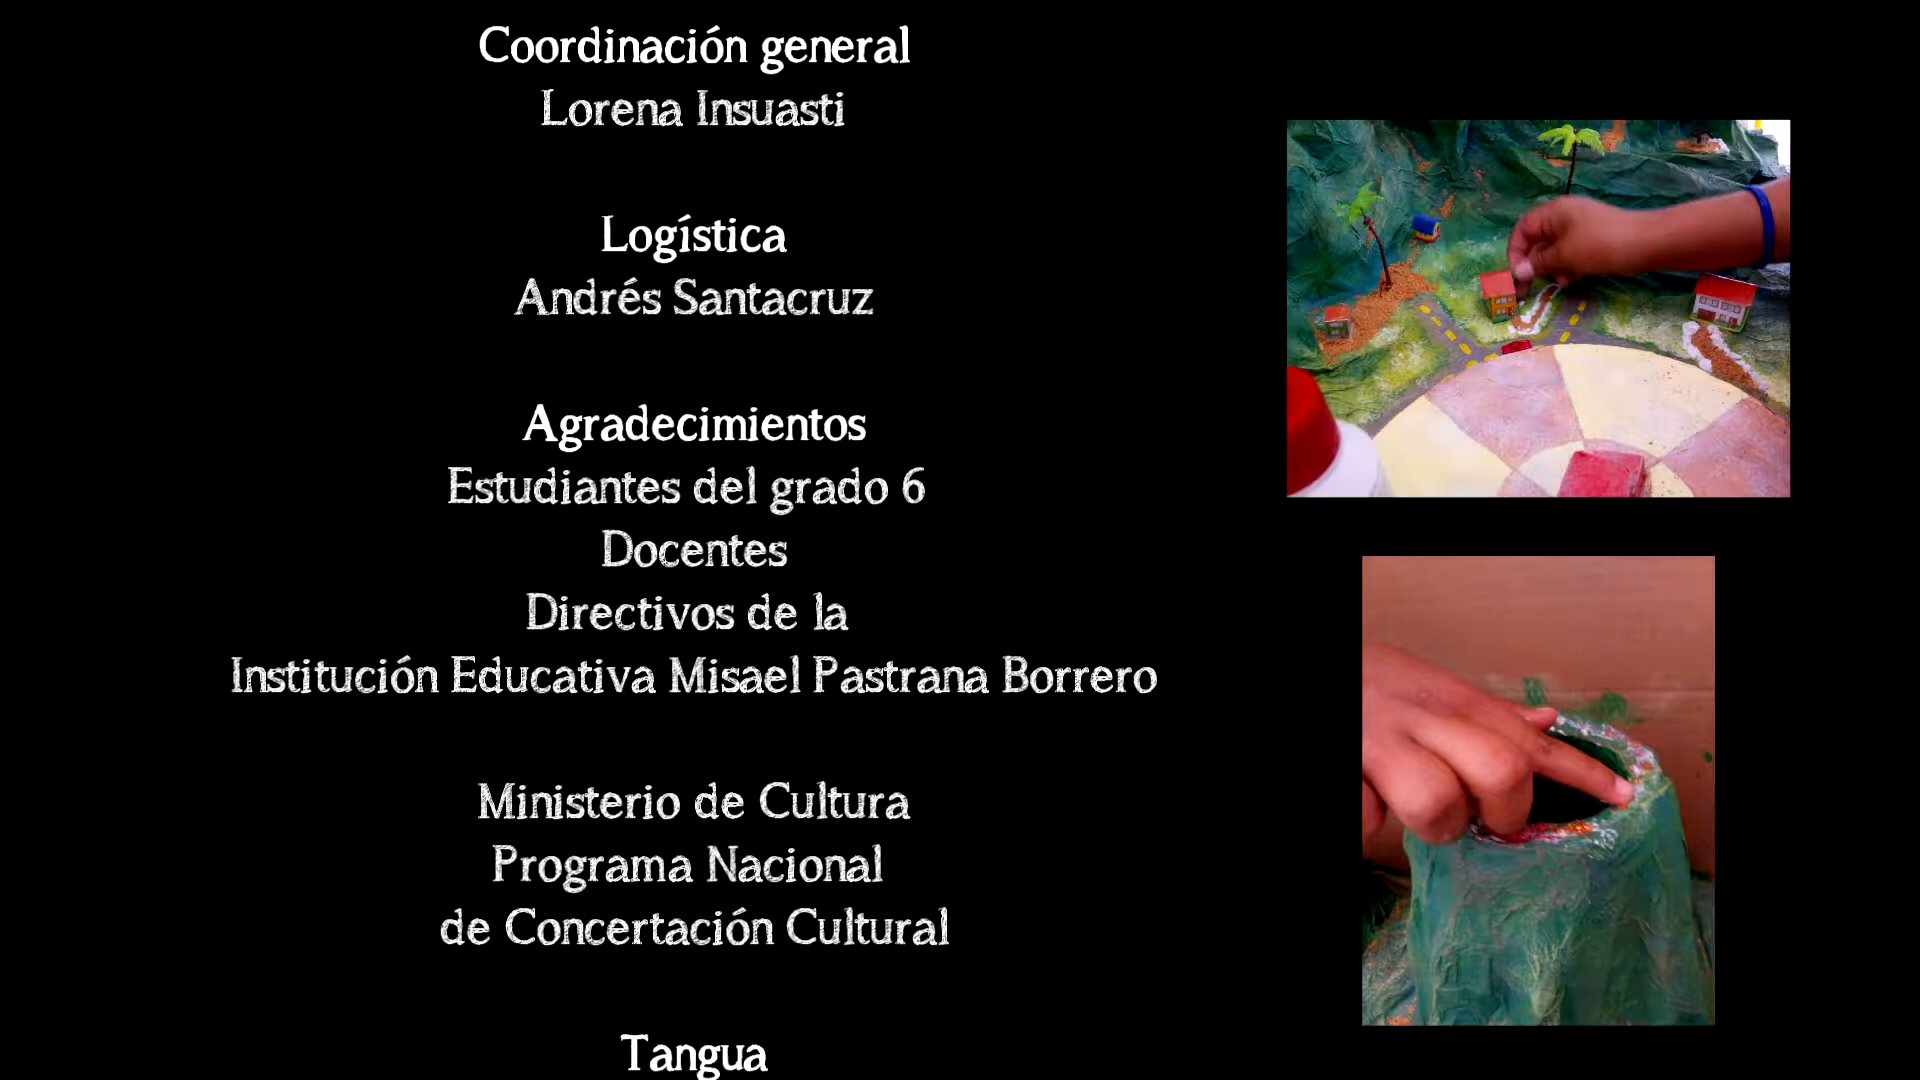 Coordinación general
Lorena Insuasti
Logística
Andrés Santacruz
Agradecimientos
Estudiantes del grado 6
Docentes
Directivos de la
Institución Educativa Misael Pastrana Borrero
Ministerio de Cultura
Programa Nacional
de Concertación Cultural
Tangua